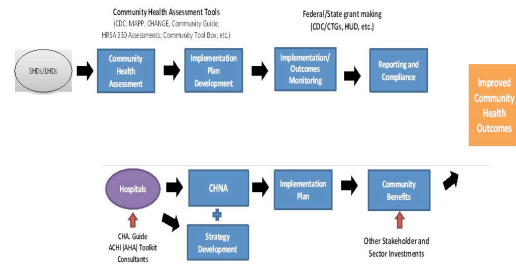 Community Health Assessment Tools
(CDC: MAPP, CHANGE, Community Guide;
HRSA 330 Assessments; Community Tool Box; etc.)
Federal/State grant making
(CDC/CTGs, HUD, etc.)
SHDs/LHDs
Community
Health
Assessment
Implementation
Plan
Development
Implementation/
Outcomes
Monitoring
Reporting and
Compliance
Improved
Community
Health
Outcomes
Hospitals
CHNA
Implementation
Plan
Community
Benefits
Strategy
Development
CHA. Guide
ACHI (AHA) Toolkit
Consultants
Other Stakeholder and
Sector Investments